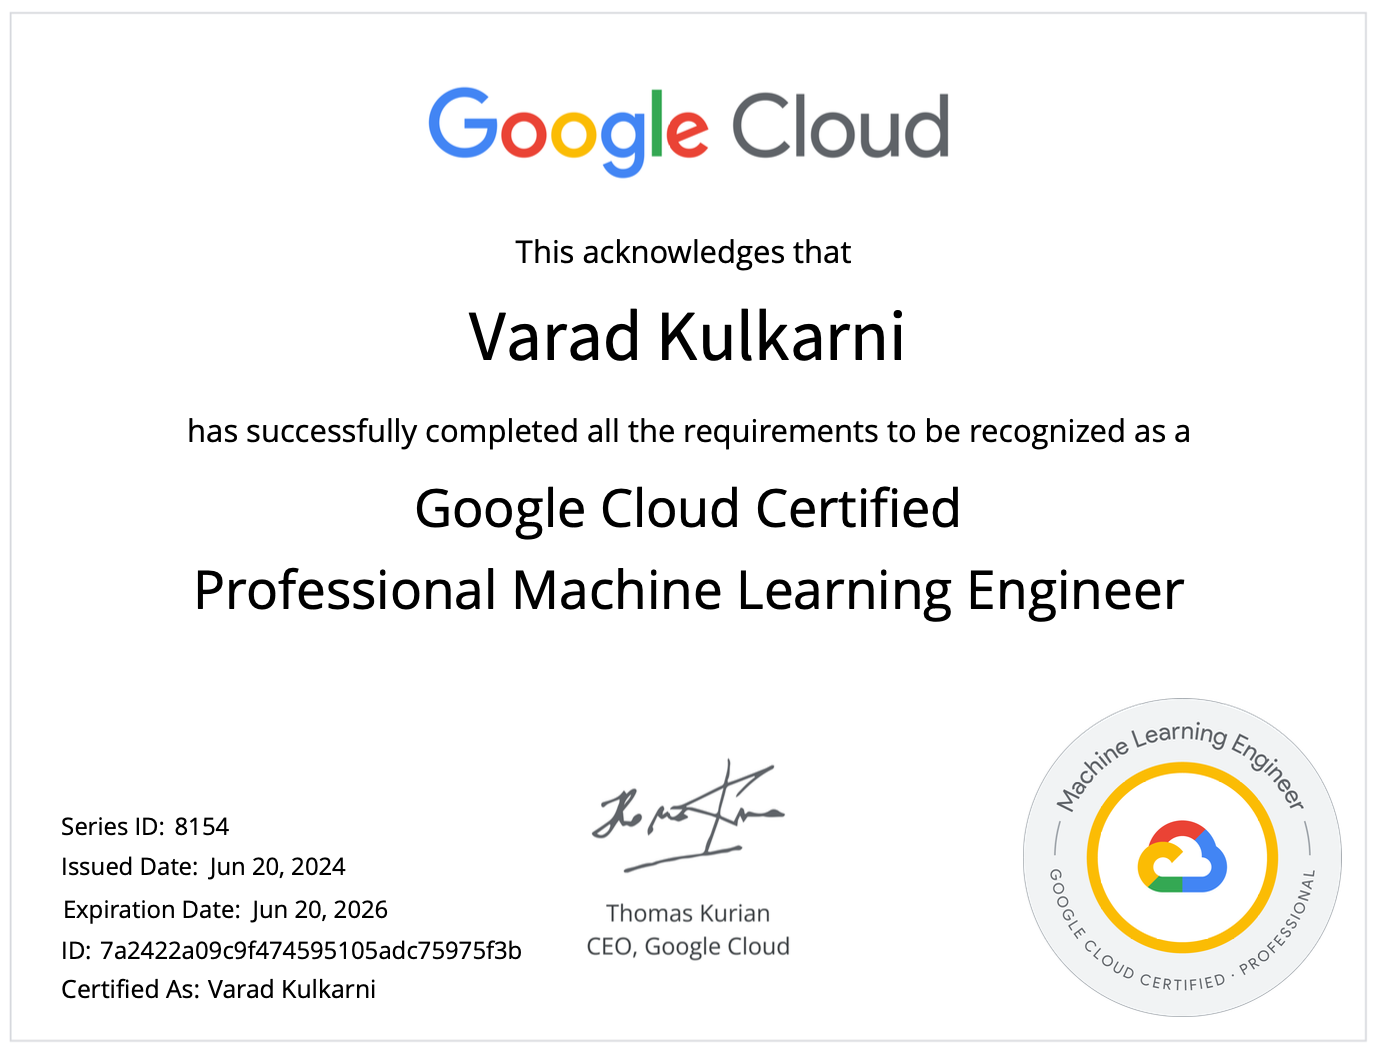 Google Cloud
This acknowledges that
Varad Kulkarni
has successfully completed all the requirements to be recognized as a
Google Cloud Certified
Professional Machine Learning Engineer
Series ID: 8154
Issued Date: Jun 20, 2024
Expiration Date: Jun 20, 2026
ID: 7a2422a09c9f474595105adc75975f3b
Certified As: Varad Kulkarni
Thomas Kurian
CEO, Google Cloud
Machine Learning Engineer
GOOGLE CLOUD CERTIFIED · PROFESSIONAL